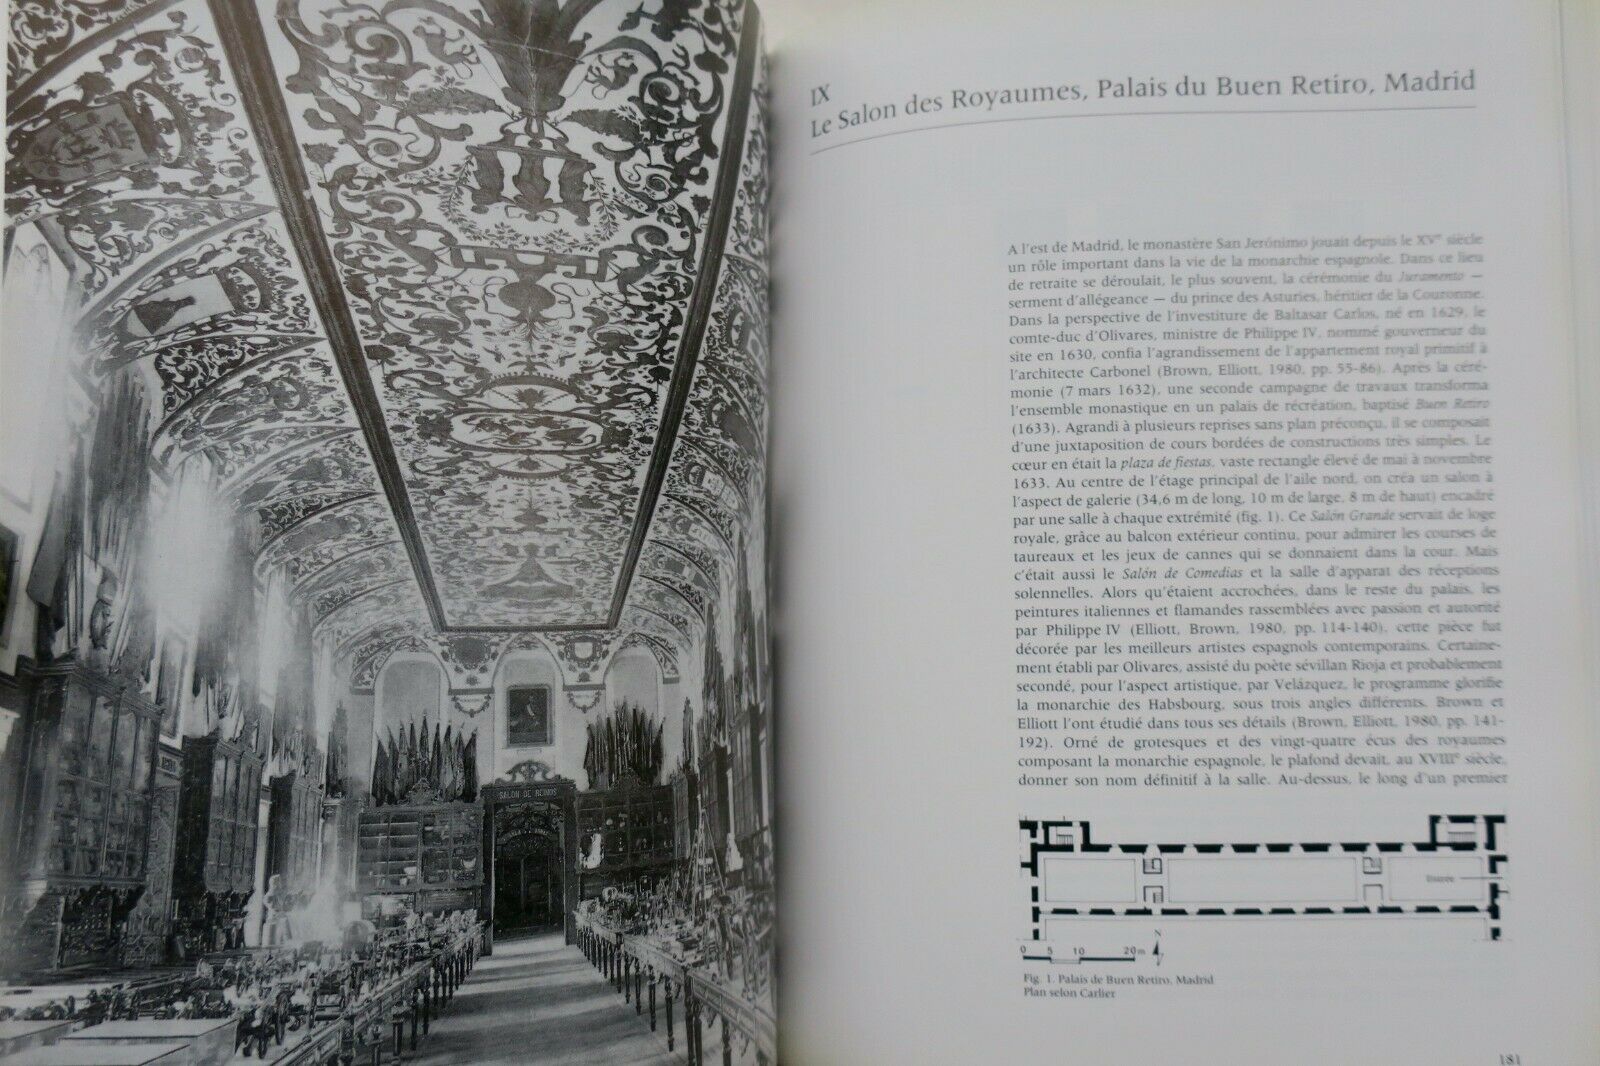 SALON DE REINOS
IX
Le Salon des Royaumes, Palais du Buen Retiro, Madrid
A l'est de Madrid, le monastère San Jerónimo jouait depuis le XVe siècle
un rôle important dans la vie de la monarchie espagnole. Dans ce lieu
de retraite se déroulait, le plus souvent, la cérémonie du Juramento —
serment d'allégeance — du prince des Asturies, héritier de la Couronne.
Dans la perspective de l'investiture de Baltasar Carlos, né en 1629, le
comte-duc d'Olivares, ministre de Philippe IV, nommé gouverneur du
site en 1630, confia l'agrandissement de l'appartement royal primitif à
l'architecte Carbonel (Brown, Elliott, 1980, pp. 55-86). Après la céré-
monie (7 mars 1632), une seconde campagne de travaux transforma
l'ensemble monastique en un palais de récréation, baptisé Buen Retiro
(1633). Agrandi à plusieurs reprises sans plan préconçu, il se composait
d'une juxtaposition de cours bordées de constructions très simples. Le
cœur en était la plaza de fiestas, vaste rectangle élevé de mai à novembre
1633. Au centre de l'étage principal de l'aile nord, on créa un salon à
l'aspect de galerie (34,6 m de long, 10 m de large, 8 m de haut) encadré
par une salle à chaque extrémité (fig. 1). Ce Salón Grande servait de loge
royale, grâce au balcon extérieur continu, pour admirer les courses de
taureaux et les jeux de cannes qui se donnaient dans la cour. Mais
c'était aussi le Salón de Comedias et la salle d'apparat des réceptions
solennelles. Alors qu'étaient accrochées, dans le reste du palais, les
peintures italiennes et flamandes rassemblées avec passion et autorité
par Philippe IV (Elliott, Brown, 1980, pp. 114-140), cette pièce fut
décorée par les meilleurs artistes espagnols contemporains. Certaine-
ment établi par Olivares, assisté du poète sévillan Rioja et probablement
secondé, pour l'aspect artistique, par Velázquez, le programme glorifie
la monarchie des Habsbourg, sous trois angles différents. Brown et
Elliott l'ont étudié dans tous ses détails (Brown, Elliott, 1980, pp. 141-
192). Orné de grotesques et des vingt-quatre écus des royaumes
composant la monarchie espagnole, le plafond devait, au XVIIIe siècle,
donner son nom définitif à la salle. Au-dessus, le long d'un premier
Entrée
N
0 5 10 20 m
Fig. 1. Palais de Buen Retiro, Madrid
Plan selon Carlier
181